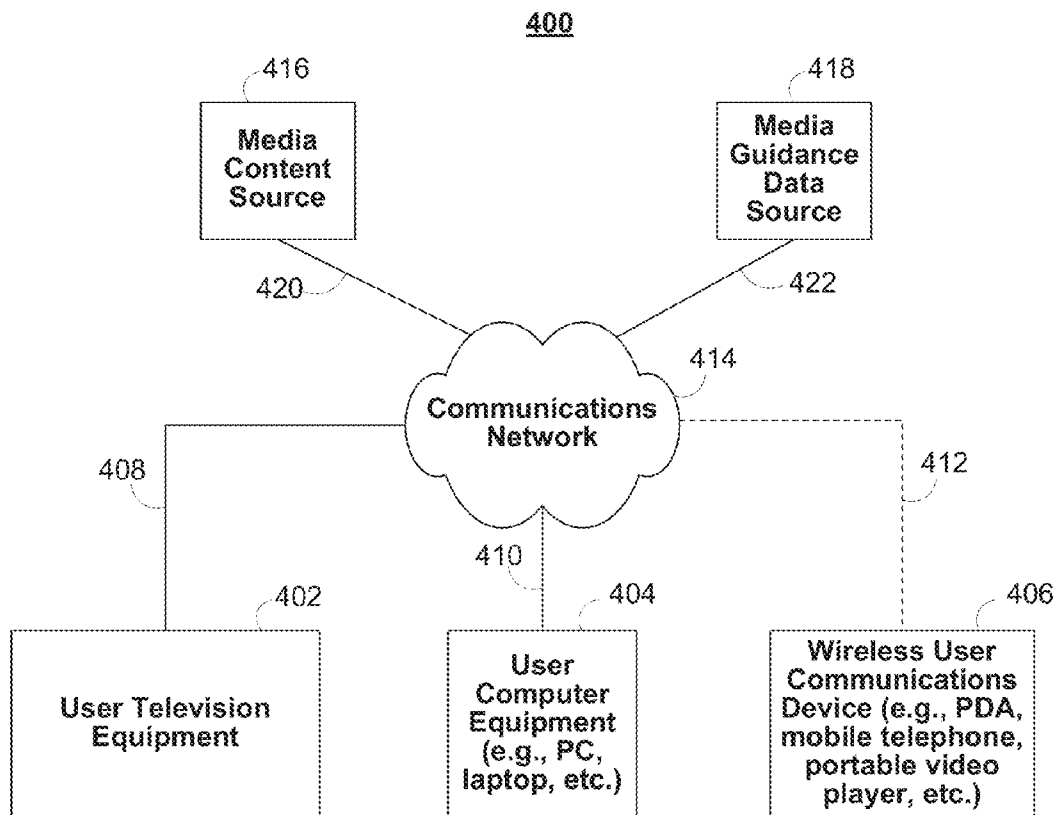 400
416
418
Media
Content
Source
Media
Guidance
Data
Source
420
422
414
Communications
Network
408
412
410
402
404
406
User Television
Equipment
User
Computer
Equipment
(e.g., PC,
laptop, etc.)
Wireless User
Communications
Device (e.g., PDA,
mobile telephone,
portable video
player, etc.)